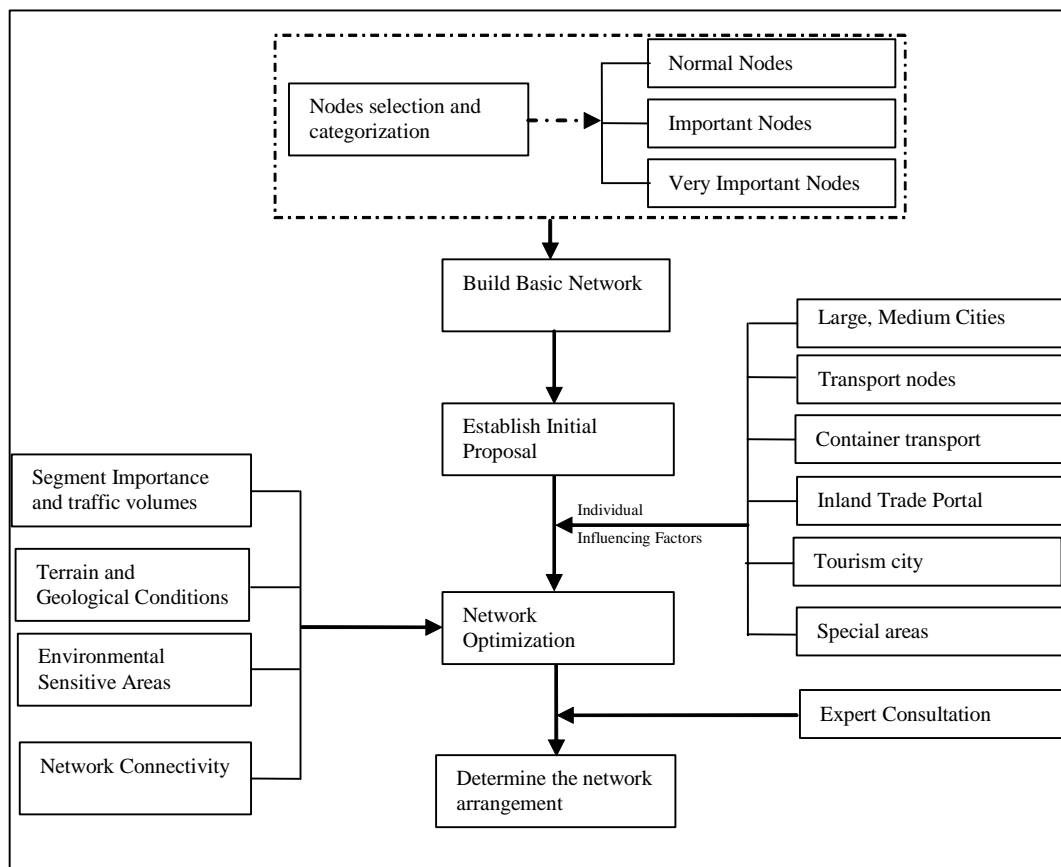 Normal Nodes
Nodes selection and
categorization
Important Nodes
Very Important Nodes
Build Basic Network
Large, Medium Cities
Transport nodes
Establish Initial
Proposal
Container transport
Segment Importance
and traffic volumes
Individual
Influencing Factors
Inland Trade Portal
Tourism city
Terrain and
Geological Conditions
Network
Optimization
Special areas
Environmental
Sensitive Areas
Expert Consultation
Network Connectivity
Determine the network
arrangement